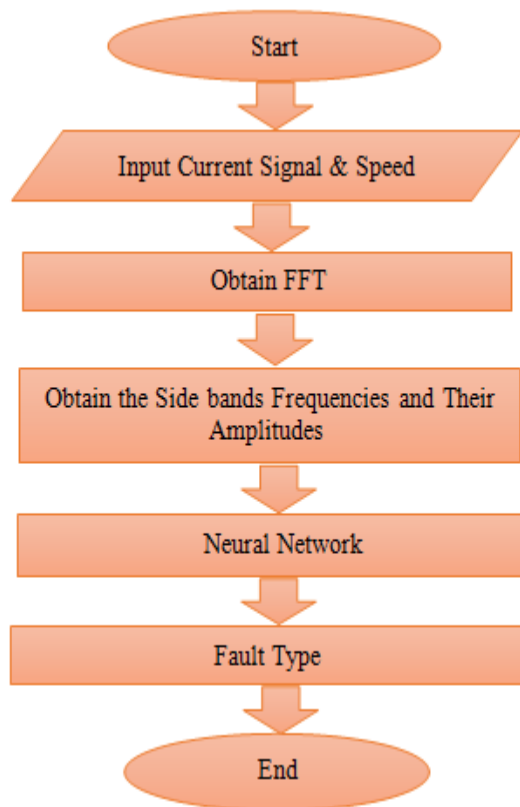 Start
Input Current Signal & Speed
Obtain FFT
Obtain the Side bands Frequencies and Their
Amplitudes
Neural Network
Fault Type
End